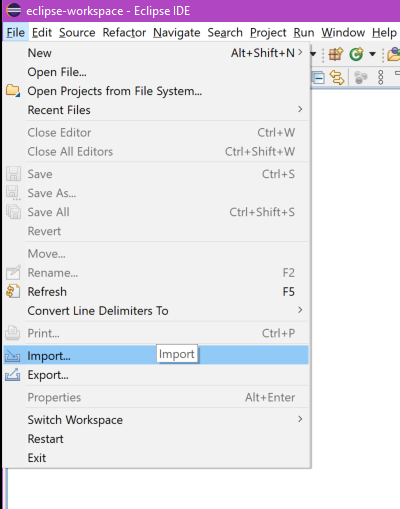 eclipse-workspace - Eclipse IDE
File Edit Source Refactor Navigate Search Project Run Window Help
New Alt+Shift+N >
Open File...
Open Projects from File System...
Recent Files >
Close Editor Ctrl+W
Close All Editors Ctrl+Shift+W
Save Ctrl+S
Save As...
Save All Ctrl+Shift+S
Revert
Move...
Rename... F2
Refresh F5
Convert Line Delimiters To >
Print... Ctrl+P
Import... Import
Export...
Properties Alt+Enter
Switch Workspace >
Restart
Exit